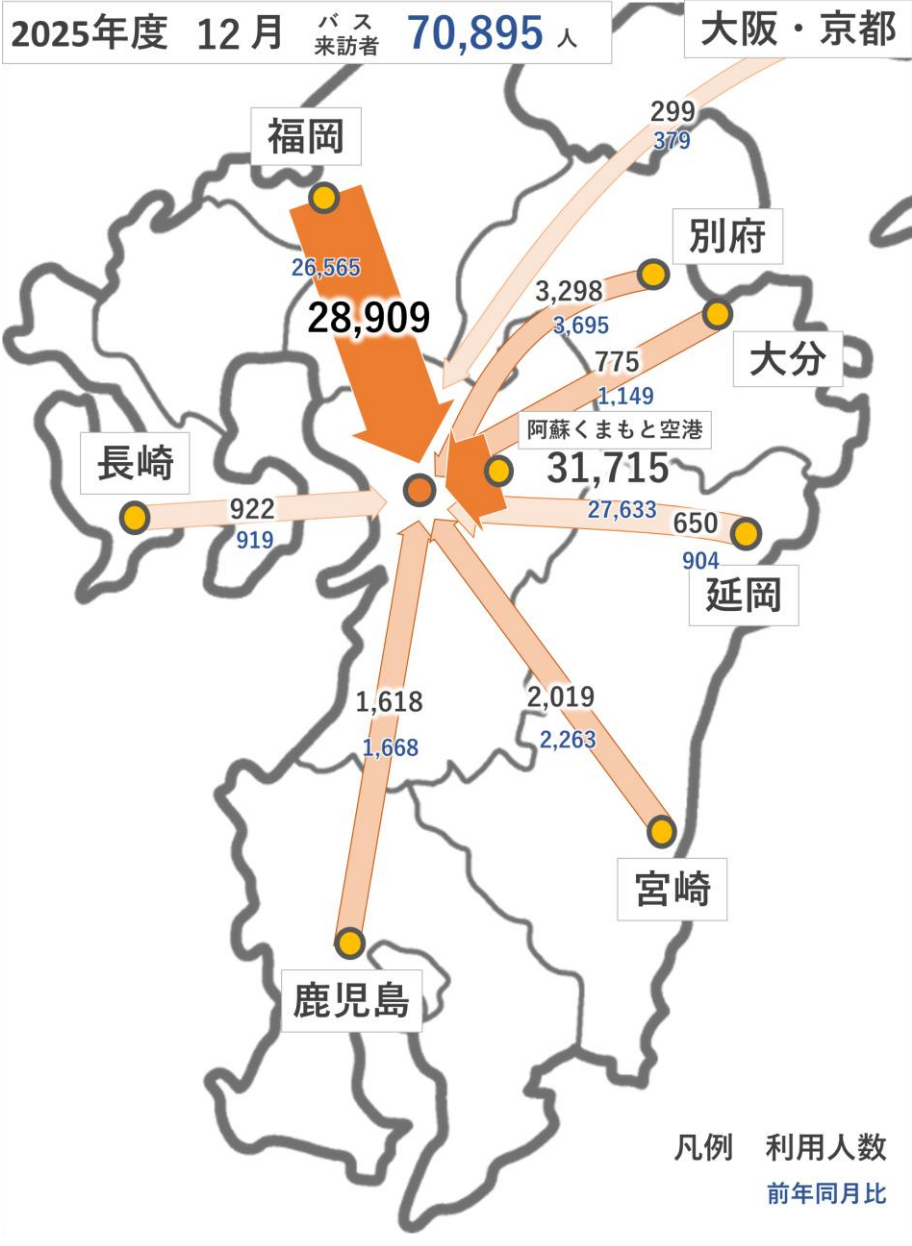 2025年度 12月 バス来訪者 70,895 人
大阪・京都
299
379
福岡
26,565
28,909
別府
3,298
3,695
大分
775
1,149
阿蘇くまもと空港
31,715
27,633
長崎
922
919
650
904
延岡
1,618
1,668
2,019
2,263
宮崎
鹿児島
凡例 利用人数
前年同月比